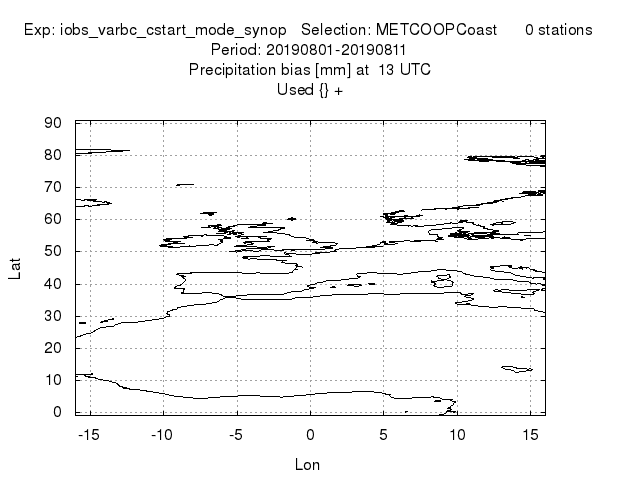 Exp: iobs_varbc_cstart_mode_synop   Selection: METCOOPCoast      0 stations
Period: 20190801-20190811
Precipitation bias [mm] at  13 UTC
Used {} +
90
80
70
60
50
40
30
20
10
0
Lat
-15 -10 -5 0 5 10 15
Lon